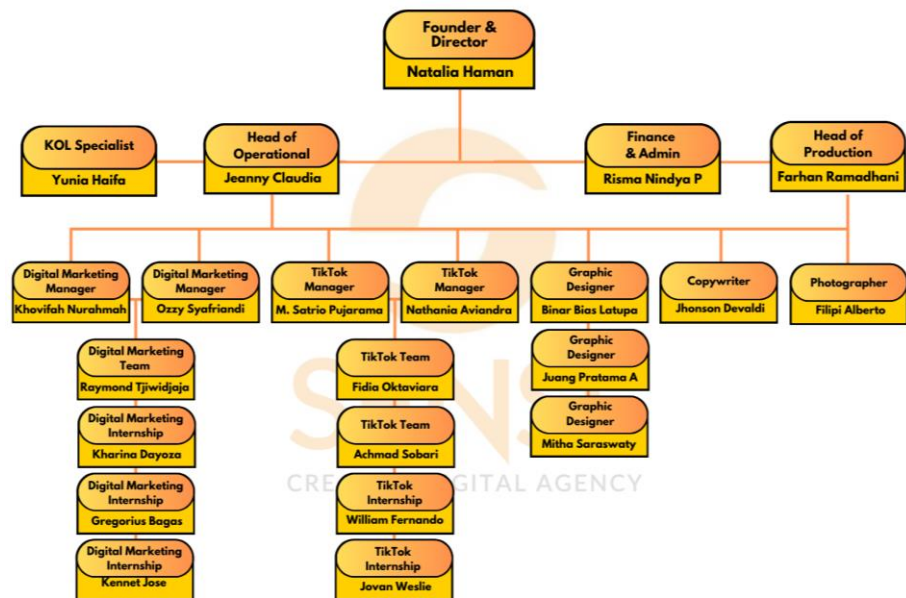 Founder &
Director
Natalia Haman
KOL Specialist
Yunia Haifa
Head of
Operational
Jeanny Claudia
Finance
& Admin
Risma Nindya P
Head of
Production
Farhan Ramadhani
Digital Marketing
Manager
Khovifah Nurahmah
Digital Marketing
Manager
Ozzy Syafriandi
TikTok
Manager
M. Satrio Pujarama
TikTok
Manager
Nathania Aviandra
Graphic
Designer
Binar Bias Latupa
Copywriter
Jhonson Devaldi
Photographer
Filipi Alberto
Digital Marketing
Team
Raymond Tjiwidjaja
Digital Marketing
Internship
Kharina Dayoza
Digital Marketing
Internship
Gregorius Bagas
Digital Marketing
Internship
Kennet Jose
TikTok Team
Fidia Oktaviara
TikTok Team
Achmad Sobari
TikTok
Internship
William Fernando
TikTok
Internship
Jovan Weslie
Graphic
Designer
Juang Pratama A
Graphic
Designer
Mitha Saraswaty
AGENCY